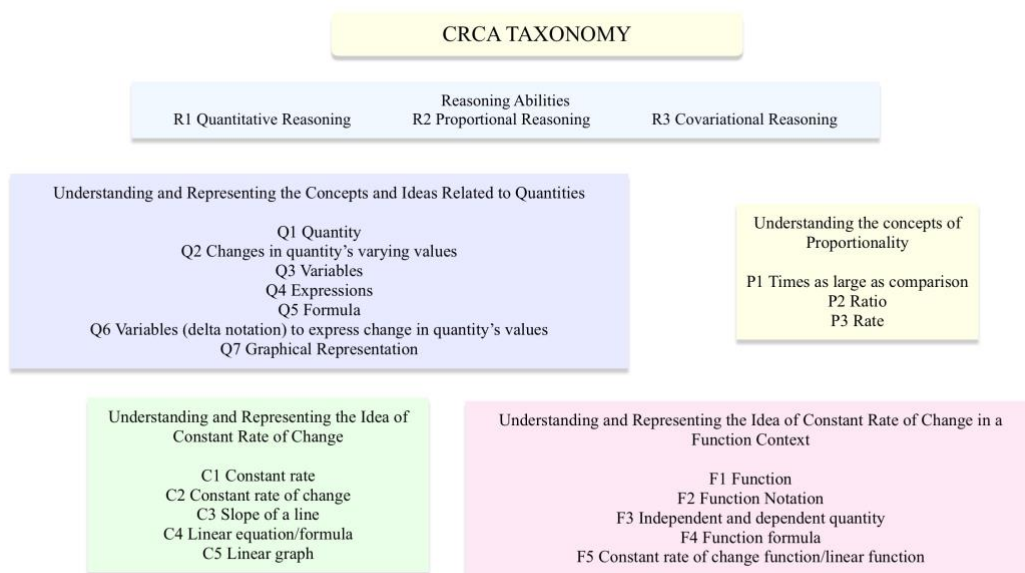 CRCA TAXONOMY
Reasoning Abilities
R1 Quantitative Reasoning R2 Proportional Reasoning R3 Covariational Reasoning
Understanding and Representing the Concepts and Ideas Related to Quantities
Q1 Quantity
Q2 Changes in quantity’s varying values
Q3 Variables
Q4 Expressions
Q5 Formula
Q6 Variables (delta notation) to express change in quantity’s values
Q7 Graphical Representation
Understanding the concepts of
Proportionality
P1 Times as large as comparison
P2 Ratio
P3 Rate
Understanding and Representing the Idea of
Constant Rate of Change
C1 Constant rate
C2 Constant rate of change
C3 Slope of a line
C4 Linear equation/formula
C5 Linear graph
Understanding and Representing the Idea of Constant Rate of Change in a
Function Context
F1 Function
F2 Function Notation
F3 Independent and dependent quantity
F4 Function formula
F5 Constant rate of change function/linear function